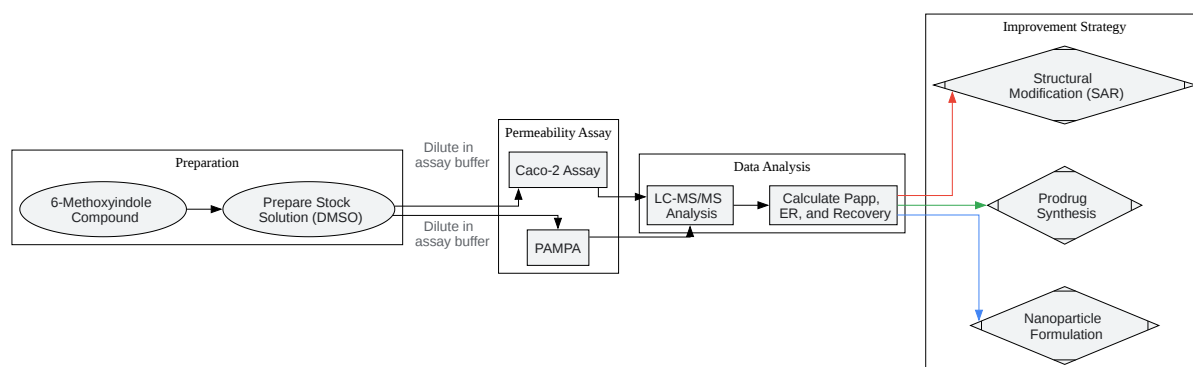 Preparation
6-Methoxyindole
Compound
Prepare Stock
Solution (DMSO)
Dilute in
assay buffer
Dilute in
assay buffer
Permeability Assay
Caco-2 Assay
PAMPA
Data Analysis
LC-MS/MS
Analysis
Calculate Papp,
ER, and Recovery
Improvement Strategy
Structural
Modification (SAR)
Prodrug
Synthesis
Nanoparticle
Formulation